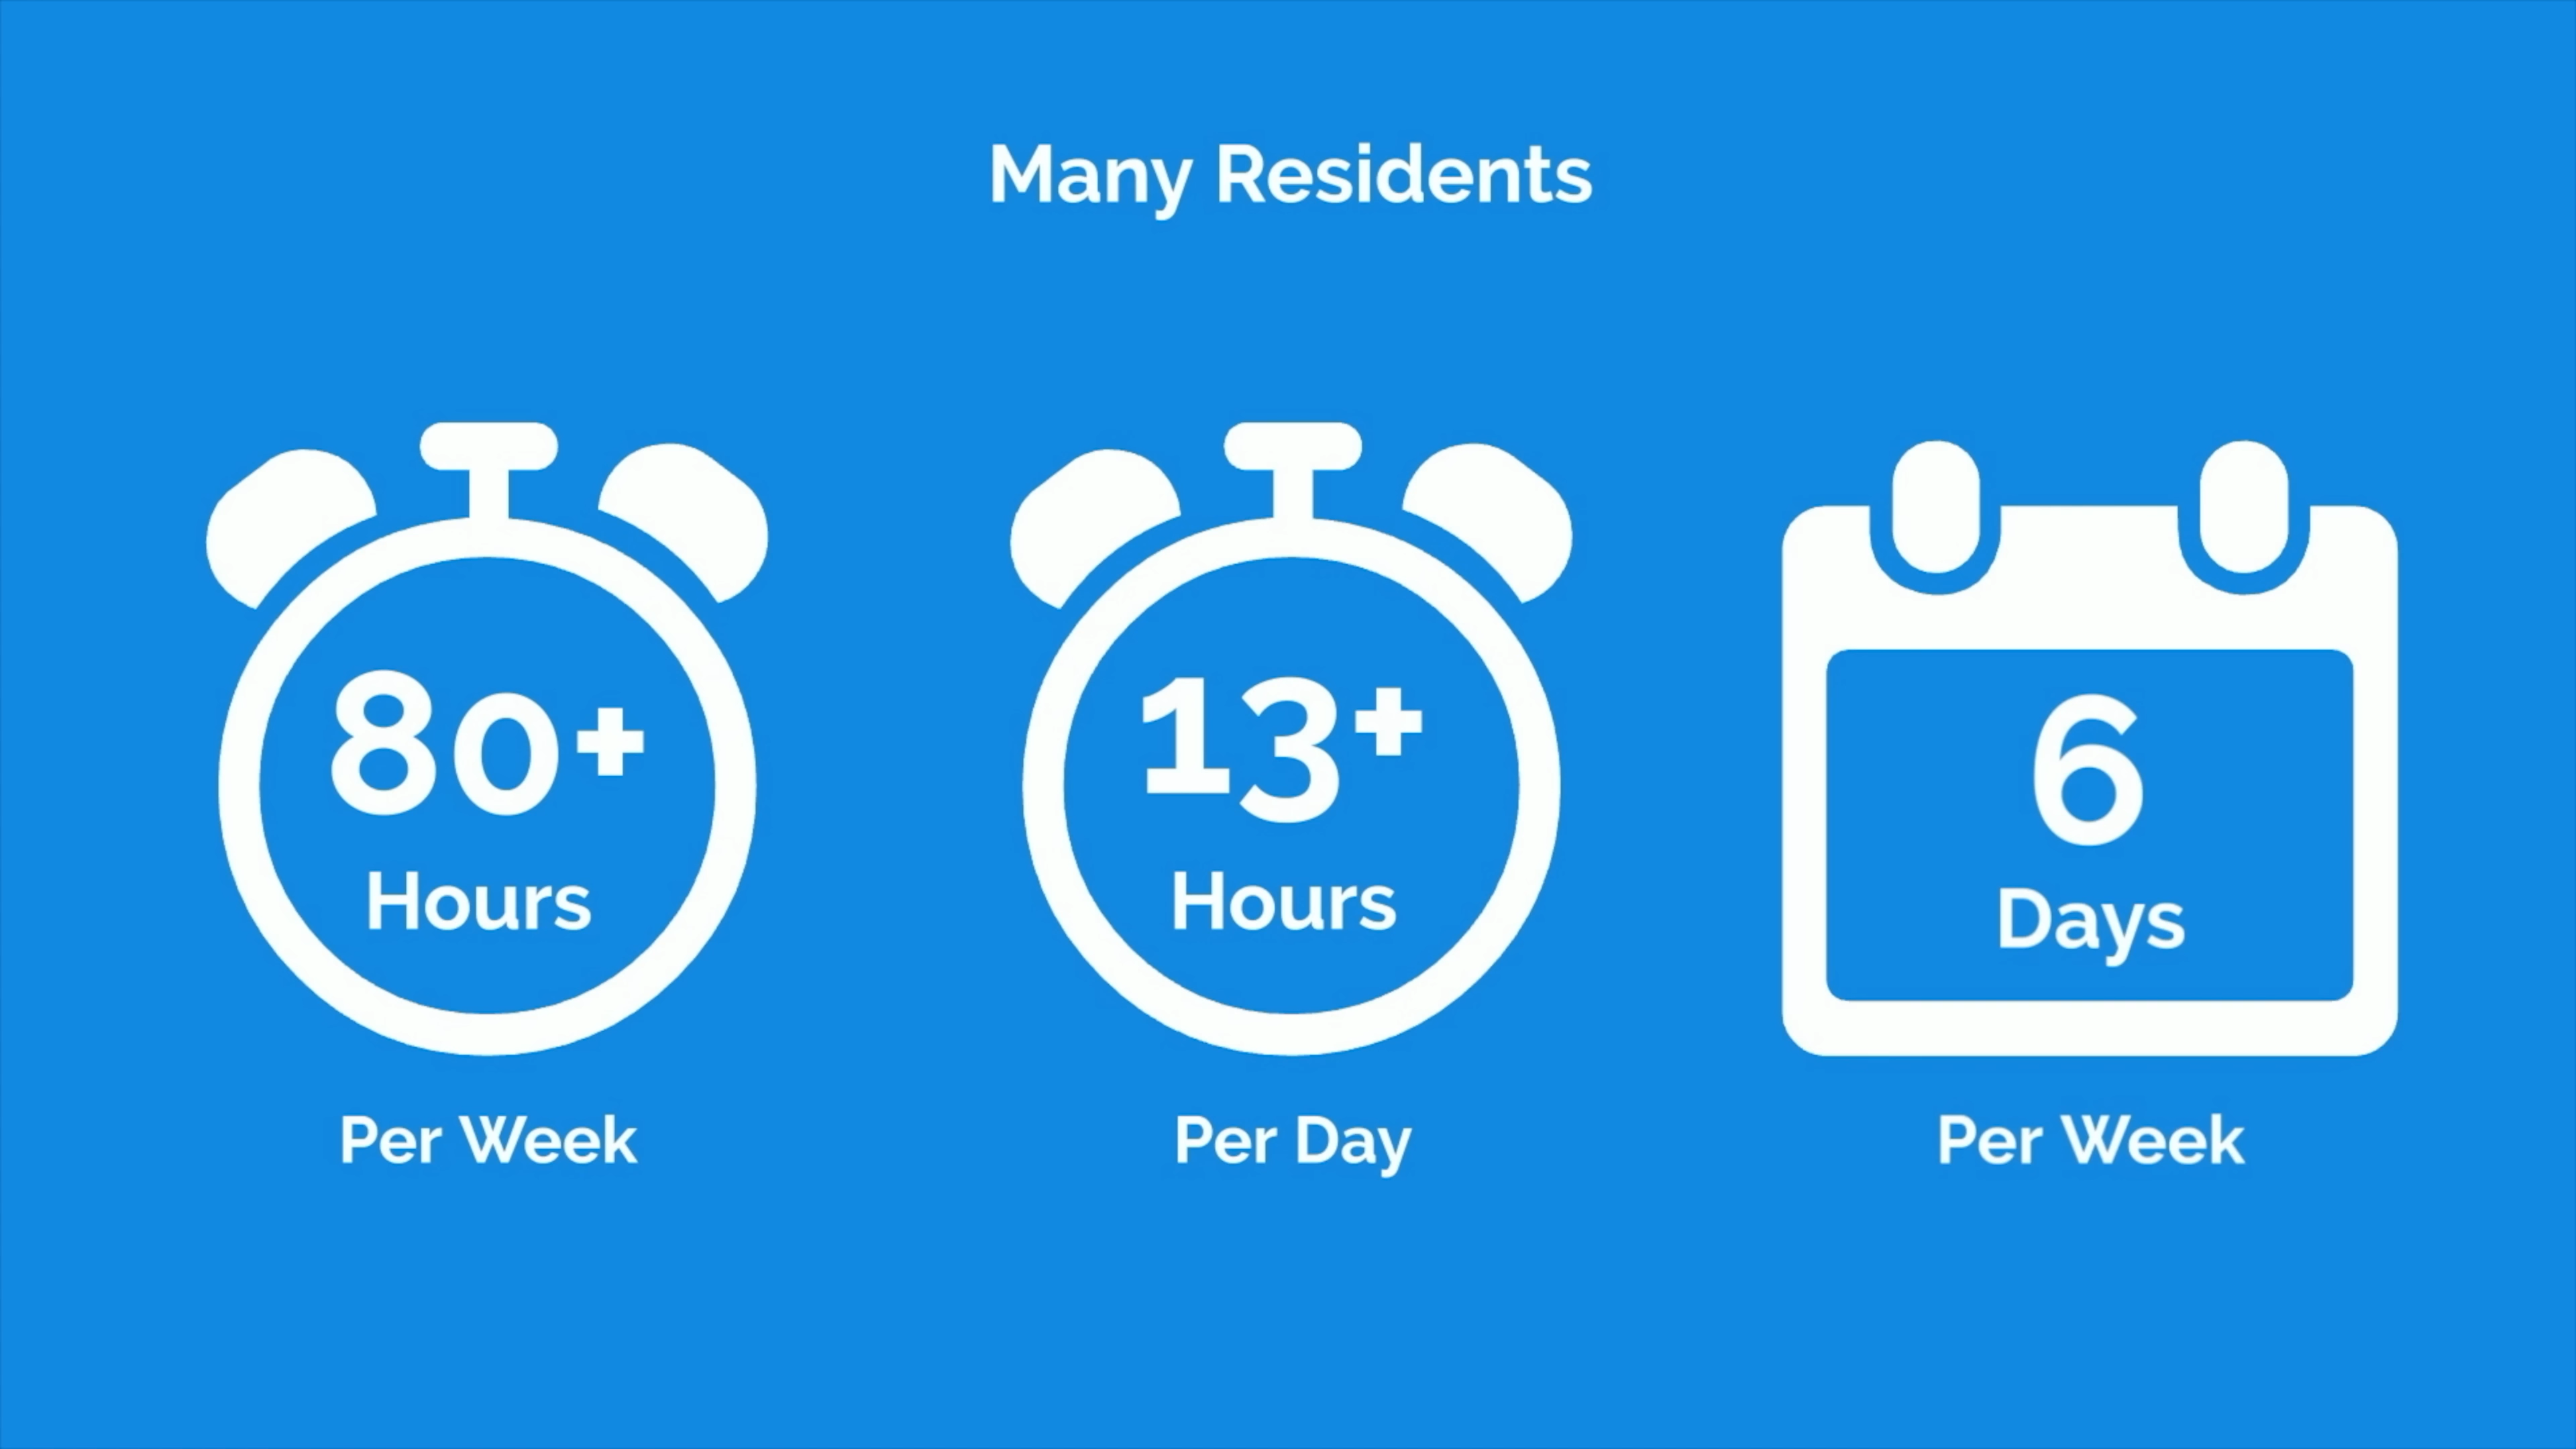 Many Residents
80+
Hours
Per Week
13+
Hours
Per Day
6
Days
Per Week